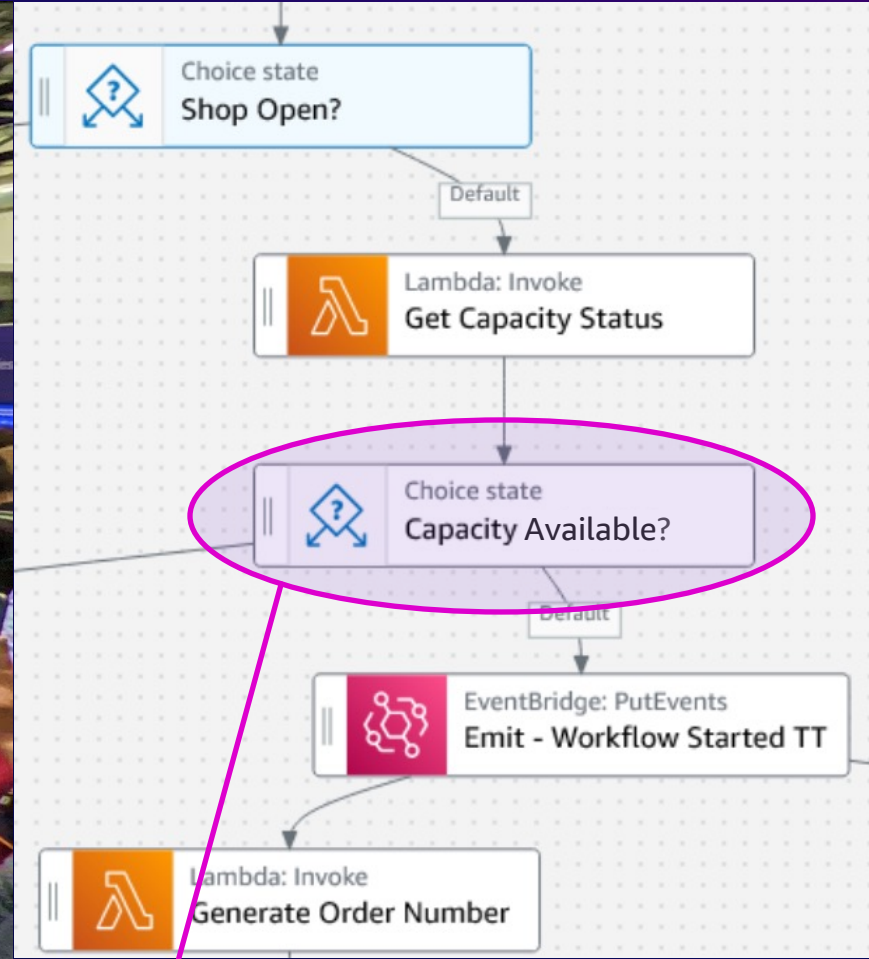 Choice state
Shop Open?
Default
Lambda: Invoke
Get Capacity Status
Choice state
Capacity Available?
Default
EventBridge: PutEvents
Emit - Workflow Started TT
Lambda: Invoke
Generate Order Number